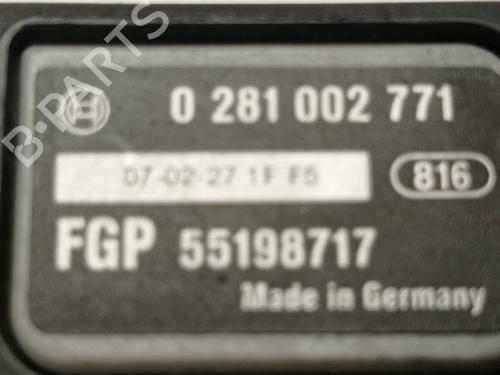 B-PARTS
0 281 002 771
07-02-27 1F F5
816
FGP 55198717
Made in Germany